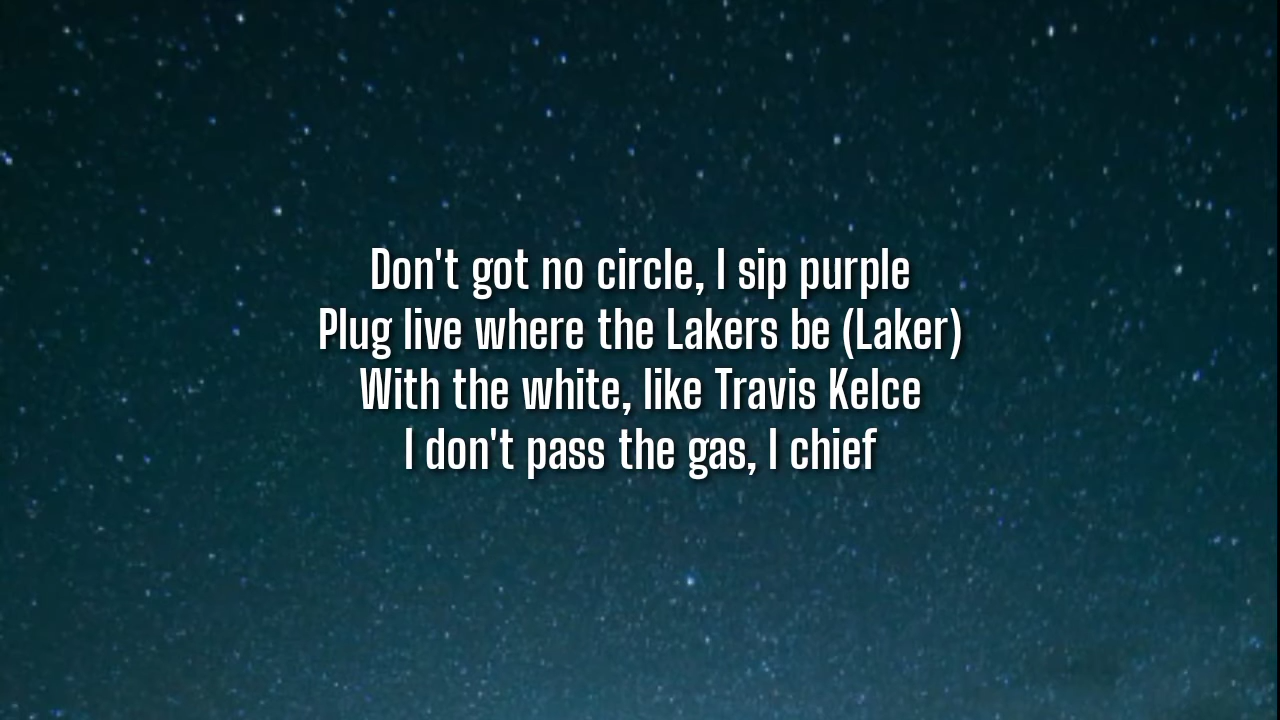 Don't got no circle, I sip purple
Plug live where the Lakers be (Laker)
With the white, like Travis Kelce
I don't pass the gas, I chief